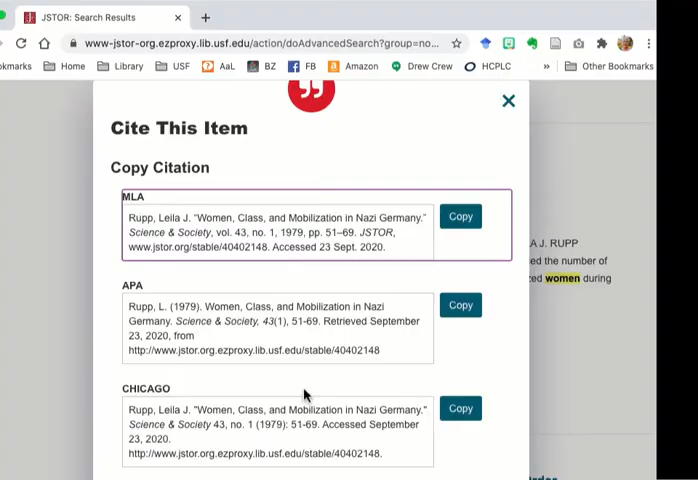 JSTOR: Search Results
www-jstor-org.ezproxy.lib.usf.edu/action/doAdvancedSearch?group=no...
okmarks Home Library USF AaL BZ FB Amazon Drew Crew HCPLC » Other Bookmarks
Cite This Item
Copy Citation
MLA
Rupp, Leila J. "Women, Class, and Mobilization in Nazi Germany."
Science & Society, vol. 43, no. 1, 1979, pp. 51–69. JSTOR,
www.jstor.org/stable/40402148. Accessed 23 Sept. 2020.
Copy
A J. RUPP
ed the number of
ed women during
APA
Rupp, L. (1979). Women, Class, and Mobilization in Nazi
Germany. Science & Society, 43(1), 51-69. Retrieved September
23, 2020, from
http://www.jstor.org.ezproxy.lib.usf.edu/stable/40402148
Copy
CHICAGO
Rupp, Leila J. "Women, Class, and Mobilization in Nazi Germany."
Science & Society 43, no. 1 (1979): 51-69. Accessed September
23, 2020.
http://www.jstor.org.ezproxy.lib.usf.edu/stable/40402148.
Copy